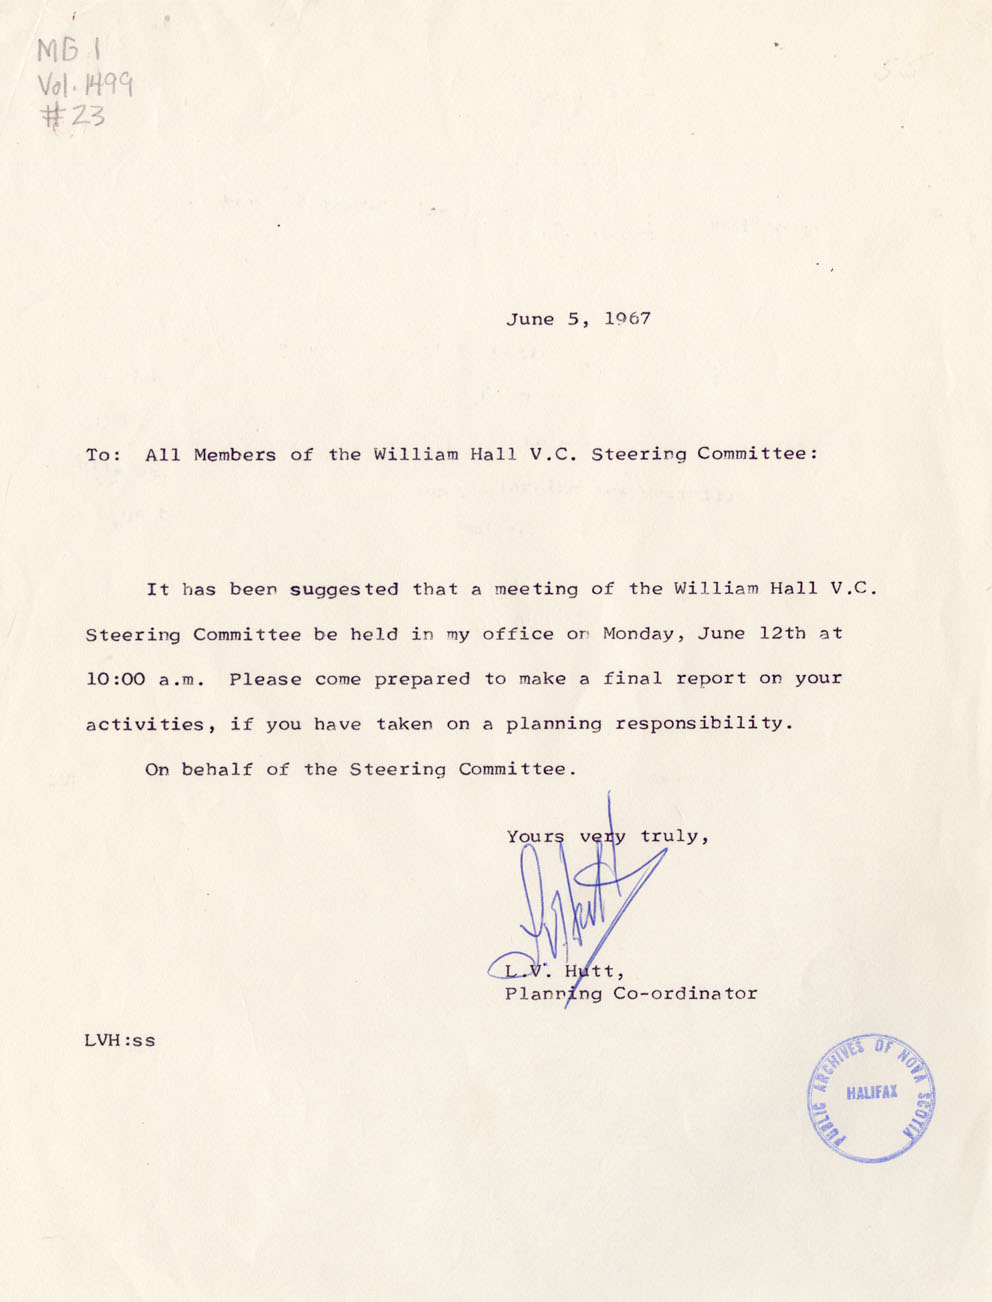 MG 1
Vol. 1499
#23
June 5, 1967
To: All Members of the William Hall V.C. Steering Committee:
It has been suggested that a meeting of the William Hall V.C.
Steering Committee be held in my office on Monday, June 12th at
10:00 a.m. Please come prepared to make a final report on your
activities, if you have taken on a planning responsibility.
On behalf of the Steering Committee.
Yours very truly,
L.V. Hutt
L.V. Hutt,
Planning Co-ordinator
LVH:ss
PUBLIC ARCHIVES OF NOVA SCOTIA
HALIFAX